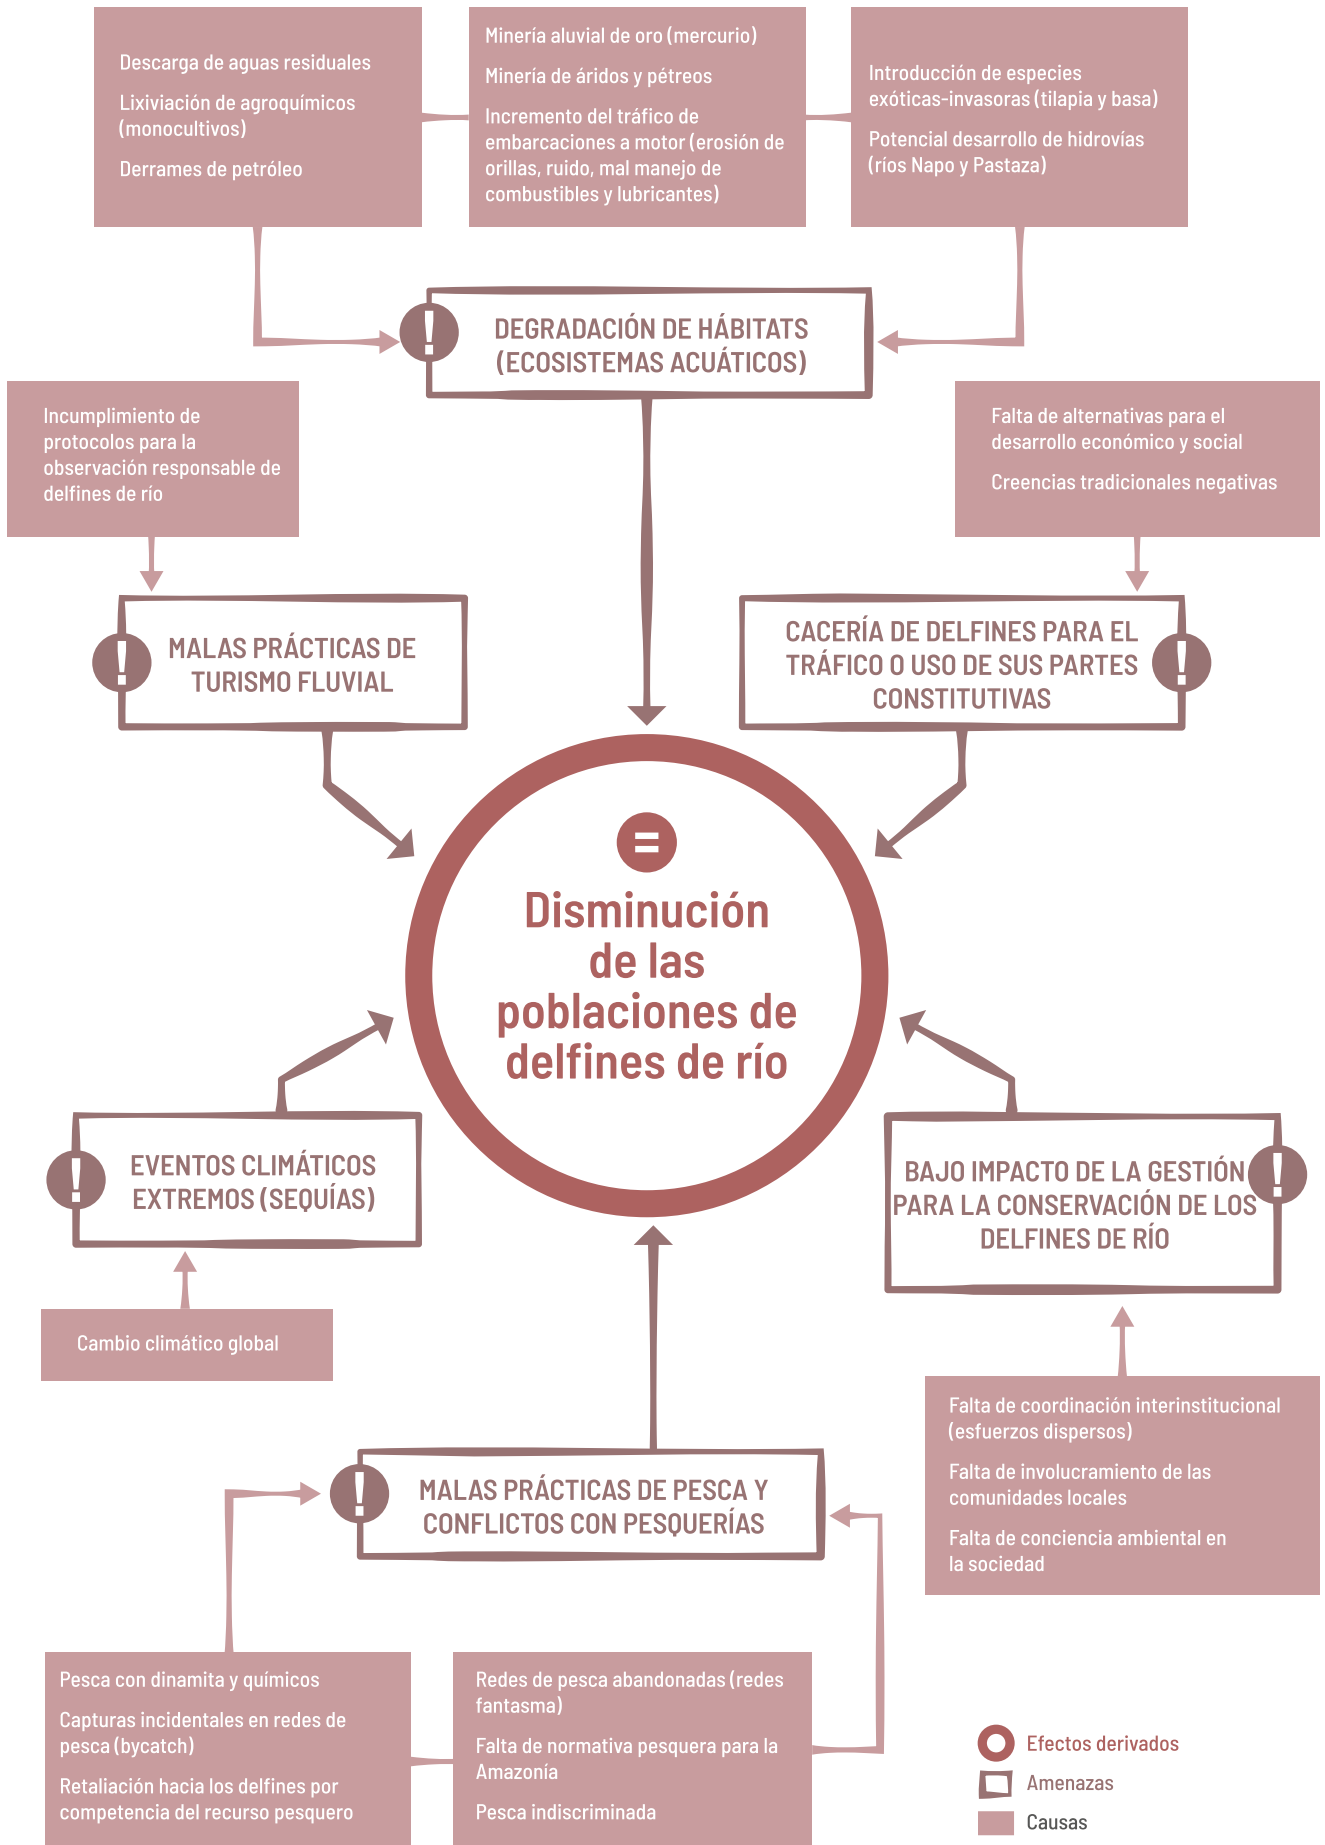 Descarga de aguas residuales
Lixiviación de agroquímicos
(monocultivos)
Derrames de petróleo
Minería aluvial de oro (mercurio)
Minería de áridos y pétreos
Incremento del tráfico de
embarcaciones a motor (erosión de
orillas, ruido, mal manejo de
combustibles y lubricantes)
Introducción de especies
exóticas-invasoras (tilapia y basa)
Potencial desarrollo de hidrovías
(ríos Napo y Pastaza)
!
DEGRADACIÓN DE HÁBITATS
(ECOSISTEMAS ACUÁTICOS)
Incumplimiento de
protocolos para la
observación responsable de
delfines de río
Falta de alternativas para el
desarrollo económico y social
Creencias tradicionales negativas
!
MALAS PRÁCTICAS DE
TURISMO FLUVIAL
CACERÍA DE DELFINES PARA EL
TRÁFICO O USO DE SUS PARTES
CONSTITUTIVAS
!
=
Disminución
de las
poblaciones de
delfines de río
!
EVENTOS CLIMÁTICOS
EXTREMOS (SEQUÍAS)
BAJO IMPACTO DE LA GESTIÓN
PARA LA CONSERVACIÓN DE LOS
DELFINES DE RÍO
!
Cambio climático global
Falta de coordinación interinstitucional
(esfuerzos dispersos)
Falta de involucramiento de las
comunidades locales
Falta de conciencia ambiental en
la sociedad
!
MALAS PRÁCTICAS DE PESCA Y
CONFLICTOS CON PESQUERÍAS
Pesca con dinamita y químicos
Capturas incidentales en redes de
pesca (bycatch)
Retaliación hacia los delfines por
competencia del recurso pesquero
Redes de pesca abandonadas (redes
fantasma)
Falta de normativa pesquera para la
Amazonía
Pesca indiscriminada
Efectos derivados
Amenazas
Causas